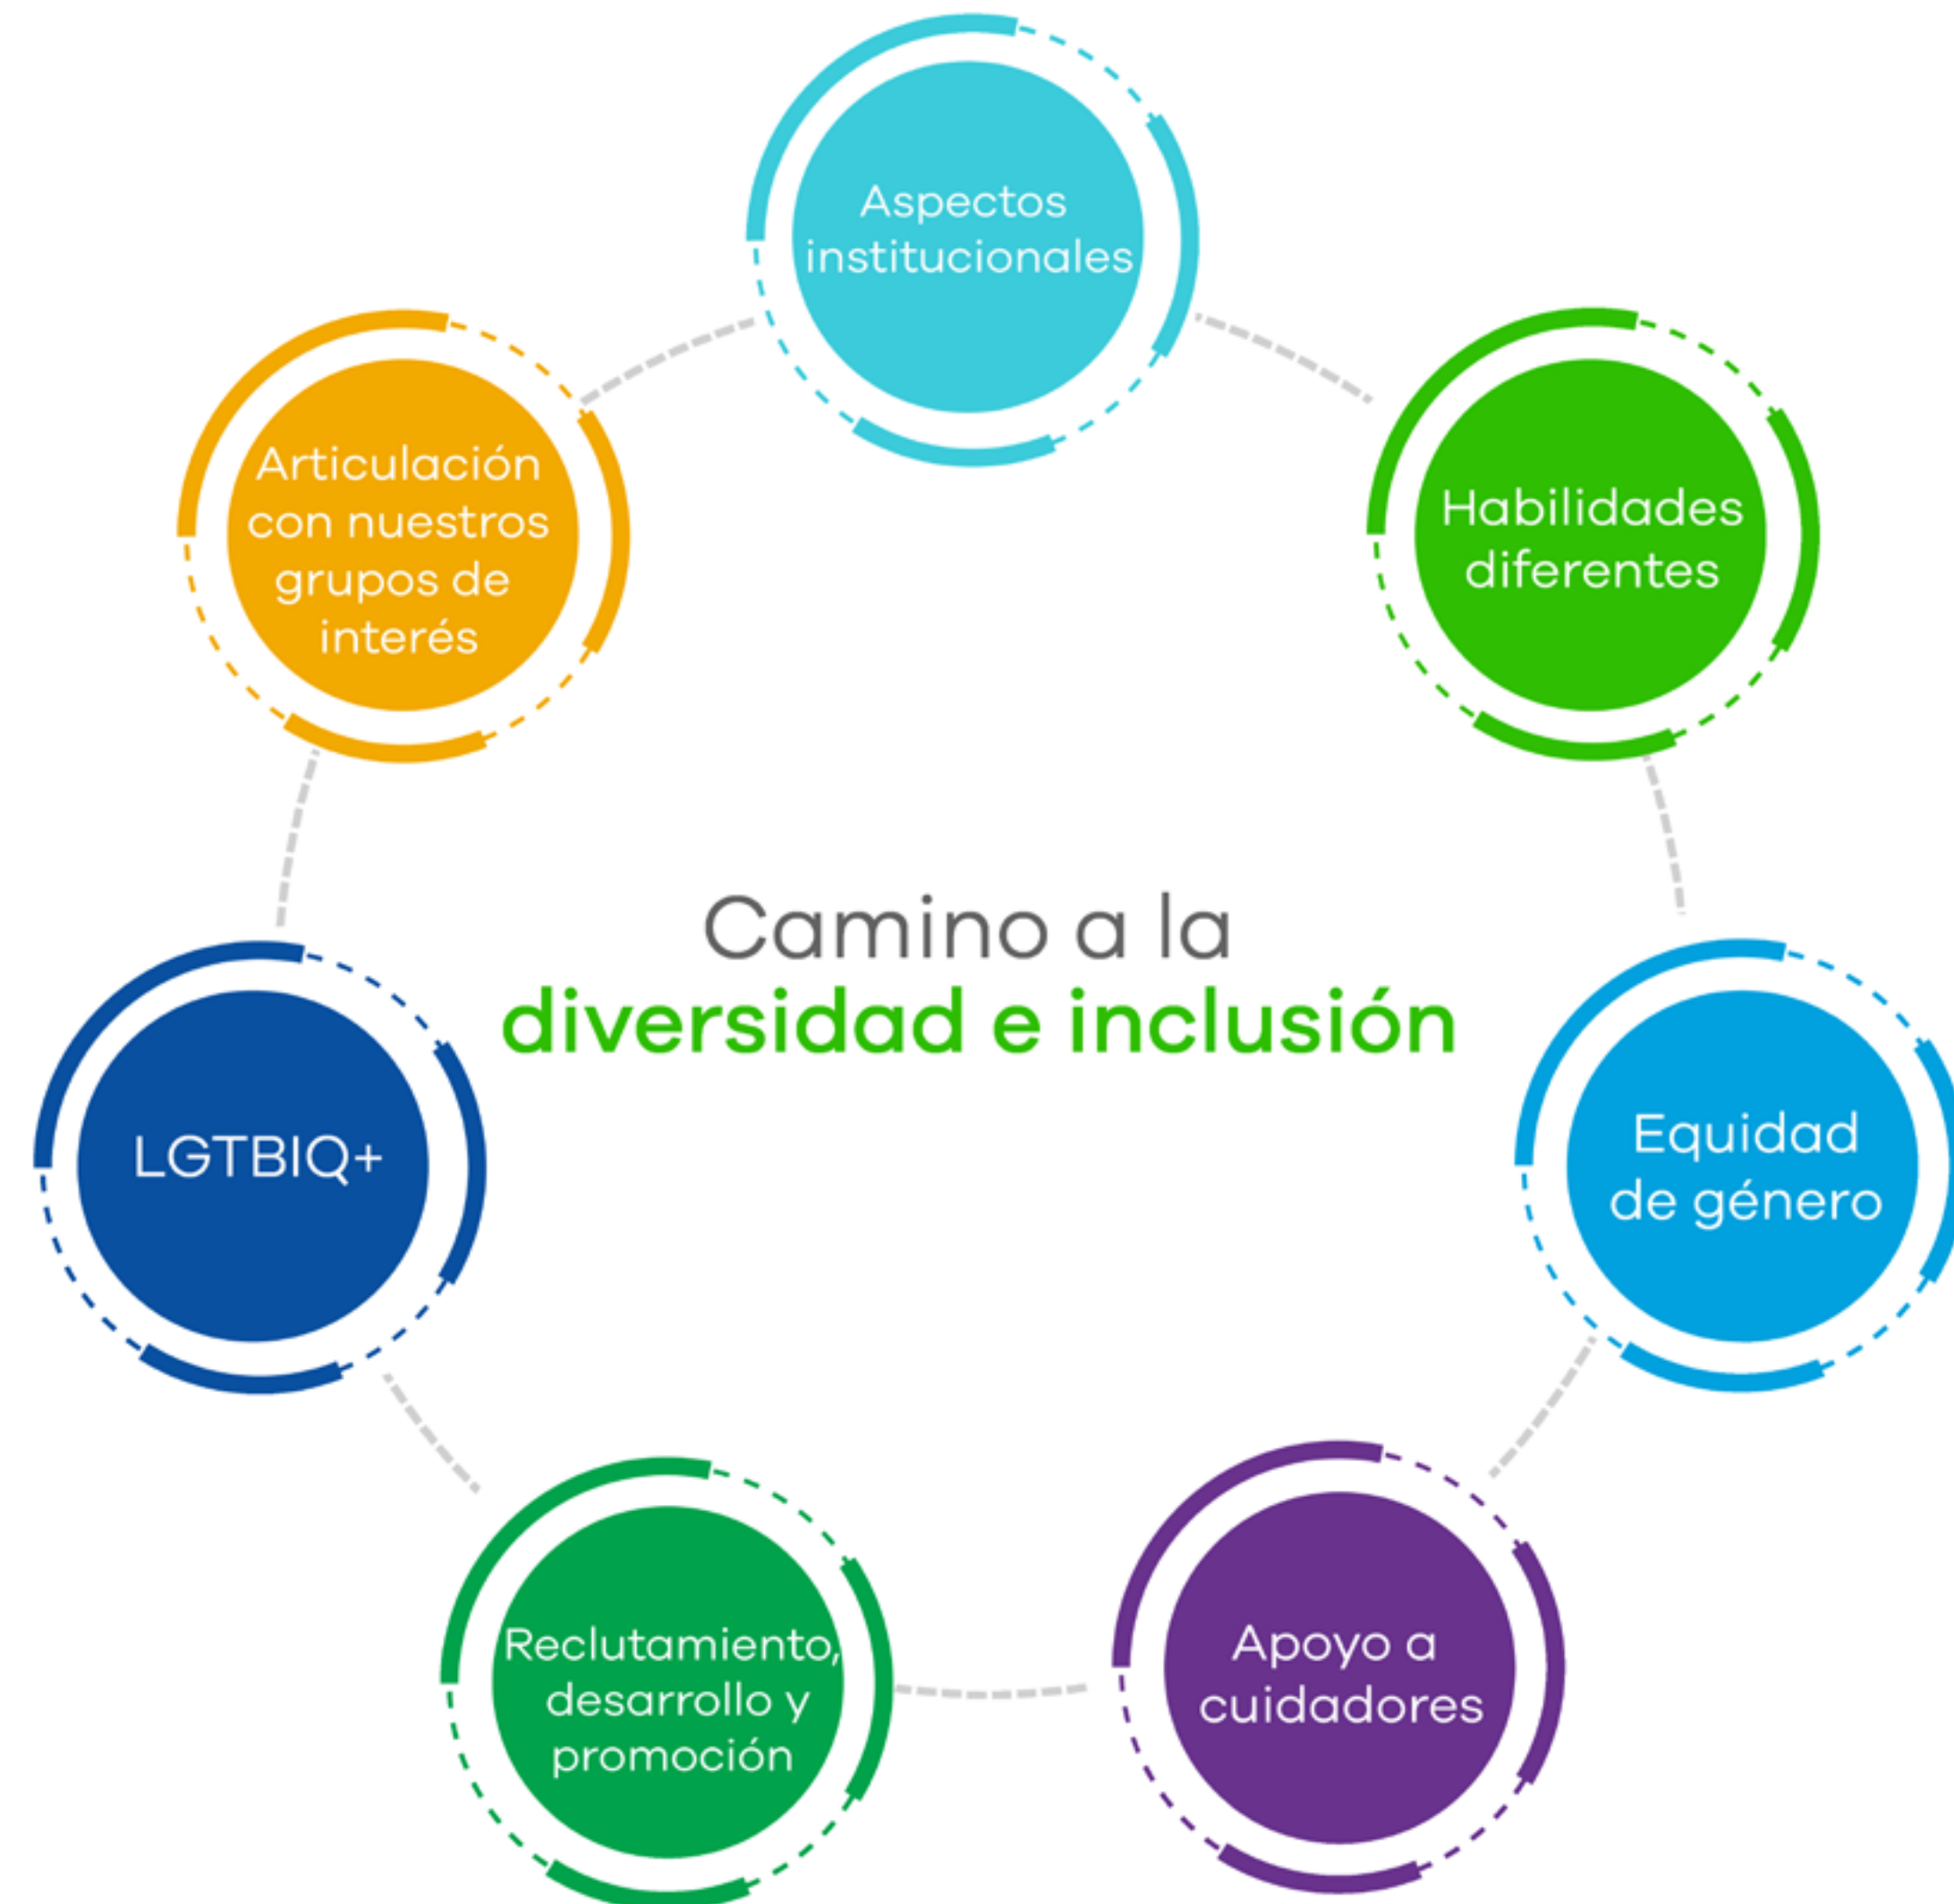 Aspectos
institucionales
Habilidades
diferentes
Equidad
de género
Apoyo a
cuidadores
Reclutamiento,
desarrollo y
promoción
LGTBIQ+
Articulación
con nuestros
grupos de
interés
Camino a la
diversidad e inclusión